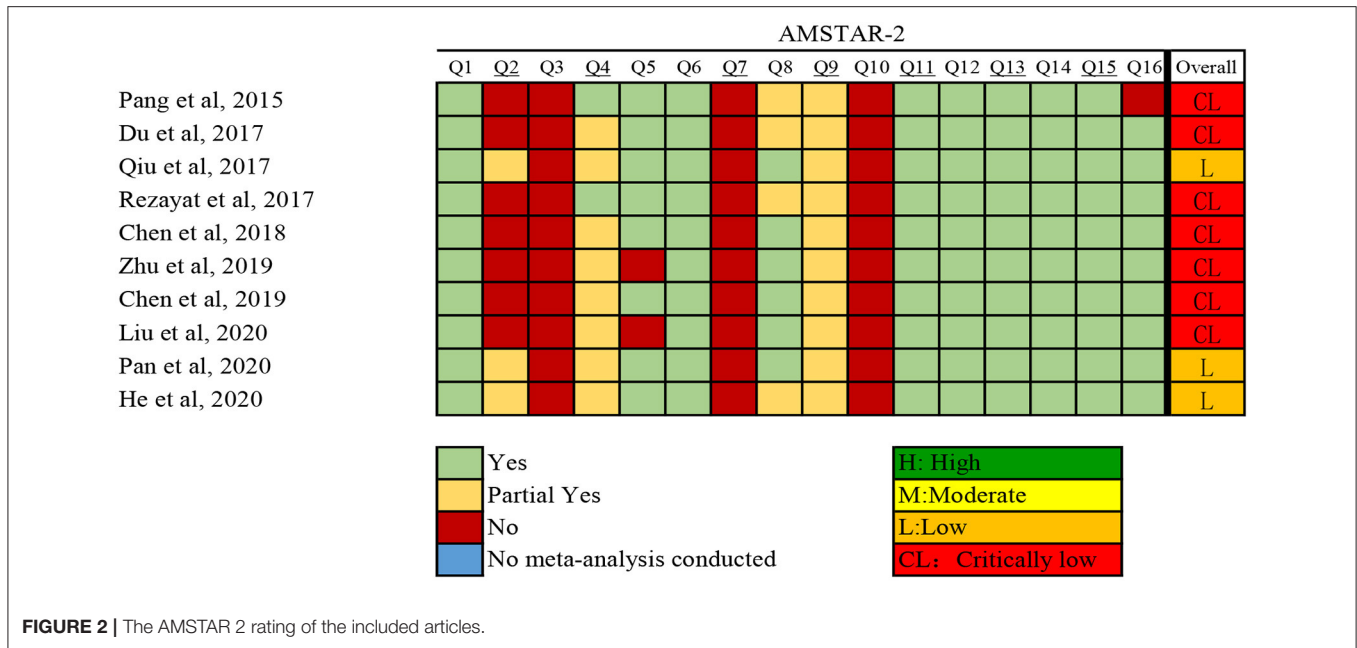 AMSTAR-2
Q1 Q2 Q3 Q4 Q5 Q6 Q7 Q8 Q9 Q10 Q11 Q12 Q13 Q14 Q15 Q16 Overall
Pang et al, 2015 CL
Du et al, 2017 CL
Qiu et al, 2017 L
Rezayat et al, 2017 CL
Chen et al, 2018 CL
Zhu et al, 2019 CL
Chen et al, 2019 CL
Liu et al, 2020 CL
Pan et al, 2020 L
He et al, 2020 L
Yes
Partial Yes
No
No meta-analysis conducted
H: High
M:Moderate
L:Low
CL： Critically low
FIGURE 2 | The AMSTAR 2 rating of the included articles.